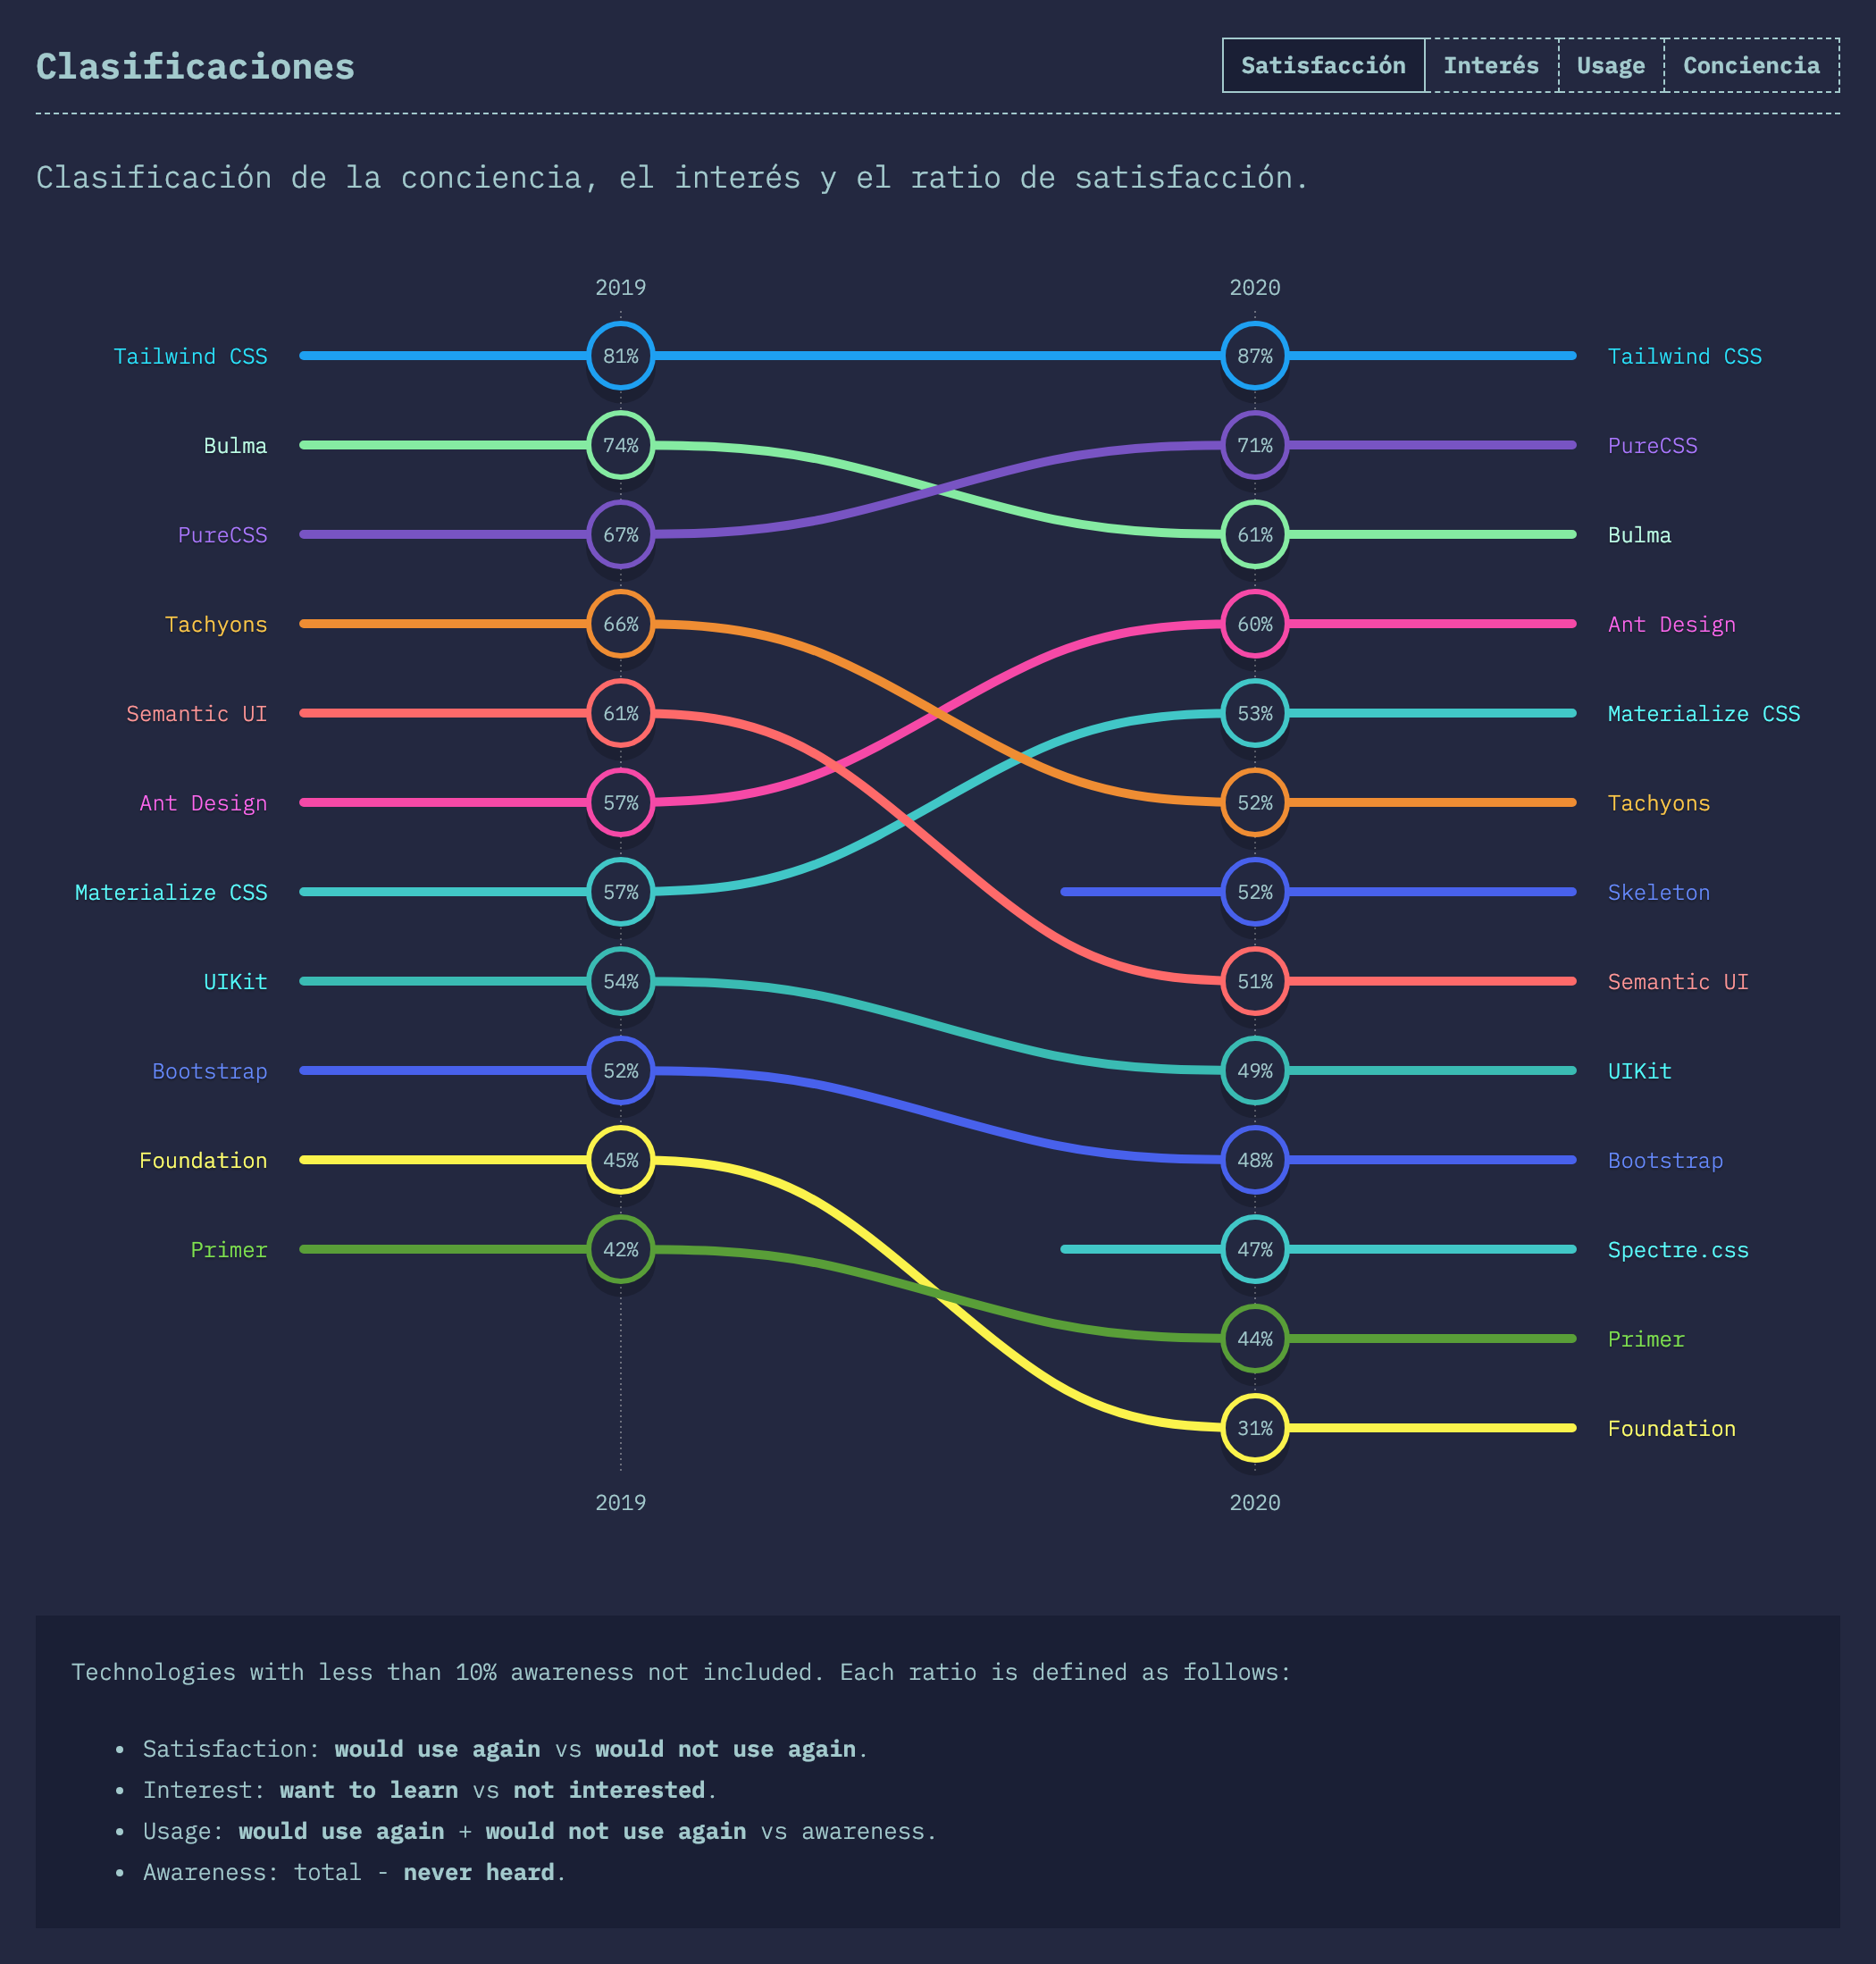 Clasificaciones
Satisfacción Interés Usage Conciencia
Clasificación de la conciencia, el interés y el ratio de satisfacción.
2019 2020
Tailwind CSS 81% 87% Tailwind CSS
Bulma 74% 71% PureCSS
PureCSS 67% 61% Bulma
Tachyons 66% 60% Ant Design
Semantic UI 61% 53% Materialize CSS
Ant Design 57% 52% Tachyons
Materialize CSS 57% 52% Skeleton
UIKit 54% 51% Semantic UI
Bootstrap 52% 49% UIKit
Foundation 45% 48% Bootstrap
Primer 42% 47% Spectre.css
44% Primer
31% Foundation
2019 2020
Technologies with less than 10% awareness not included. Each ratio is defined as follows:
• Satisfaction: would use again vs would not use again.
• Interest: want to learn vs not interested.
• Usage: would use again + would not use again vs awareness.
• Awareness: total - never heard.